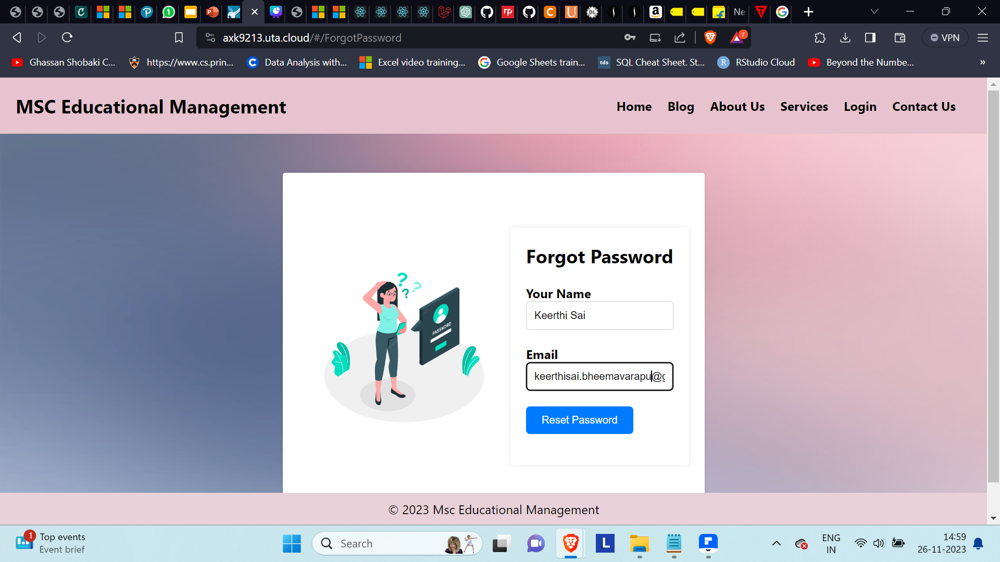 Ne
axk9213.uta.cloud/#/ForgotPassword
7
VPN
Ghassan Shobaki C...
https://www.cs.prin...
Data Analysis with...
Excel video training...
Google Sheets train...
tds
SQL Cheat Sheet. St...
R
RStudio Cloud
Beyond the Numbe...
»
MSC Educational Management
Home
Blog
About Us
Services
Login
Contact Us
Forgot Password
Your Name
Keerthi Sai
Email
keerthisai.bheemavarapu@g
Reset Password
PASSWORD
© 2023 Msc Educational Management
1
Top events
Event brief
Search
L
ENG
IN
14:59
26-11-2023